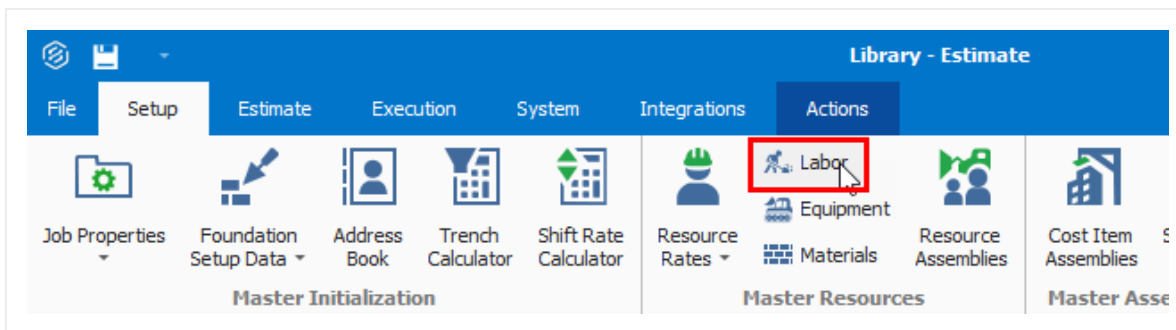 Library - Estimate
File Setup Estimate Execution System Integrations Actions
Job Properties
Foundation Setup Data
Address Book
Trench Calculator
Shift Rate Calculator
Resource Rates
Labor
Equipment
Materials
Resource Assemblies
Cost Item Assemblies
Master Initialization
Master Resources
Master Asse